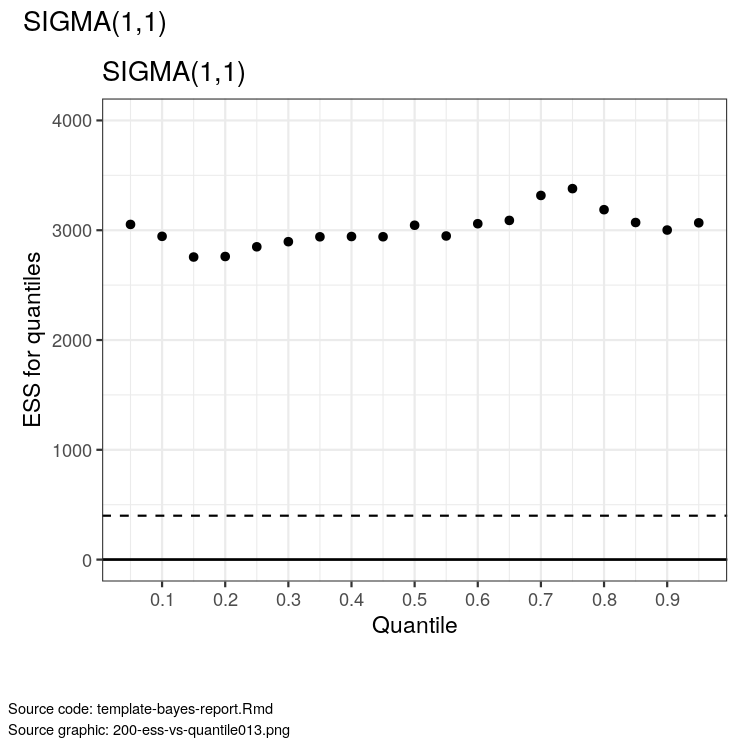 SIGMA(1,1)
SIGMA(1,1)
4000
3000
2000
1000
0
ESS for quantiles
0.1 0.2 0.3 0.4 0.5 0.6 0.7 0.8 0.9
Quantile
Source code: template-bayes-report.Rmd
Source graphic: 200-ess-vs-quantile013.png